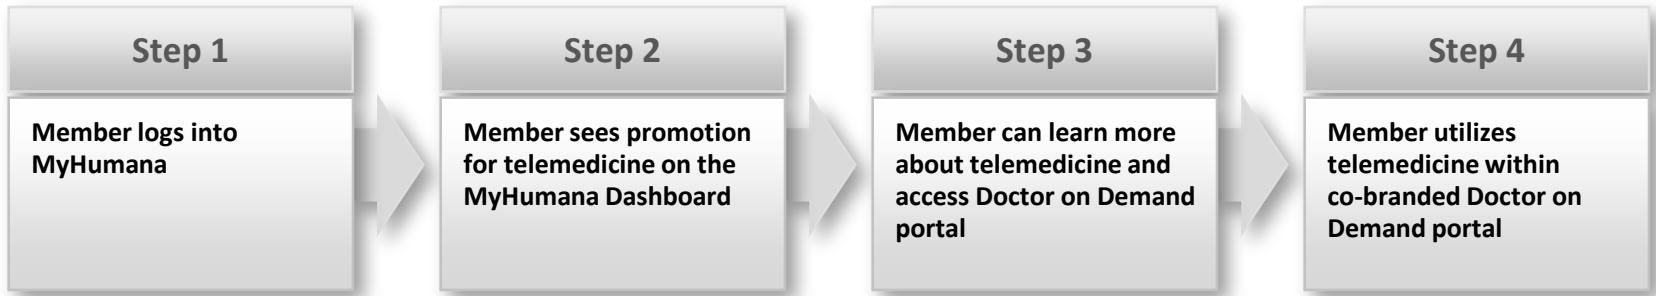 Step 1
Member logs into
MyHumana
Step 2
Member sees promotion
for telemedicine on the
MyHumana Dashboard
Step 3
Member can learn more
about telemedicine and
access Doctor on Demand
portal
Step 4
Member utilizes
telemedicine within
co-branded Doctor on
Demand portal